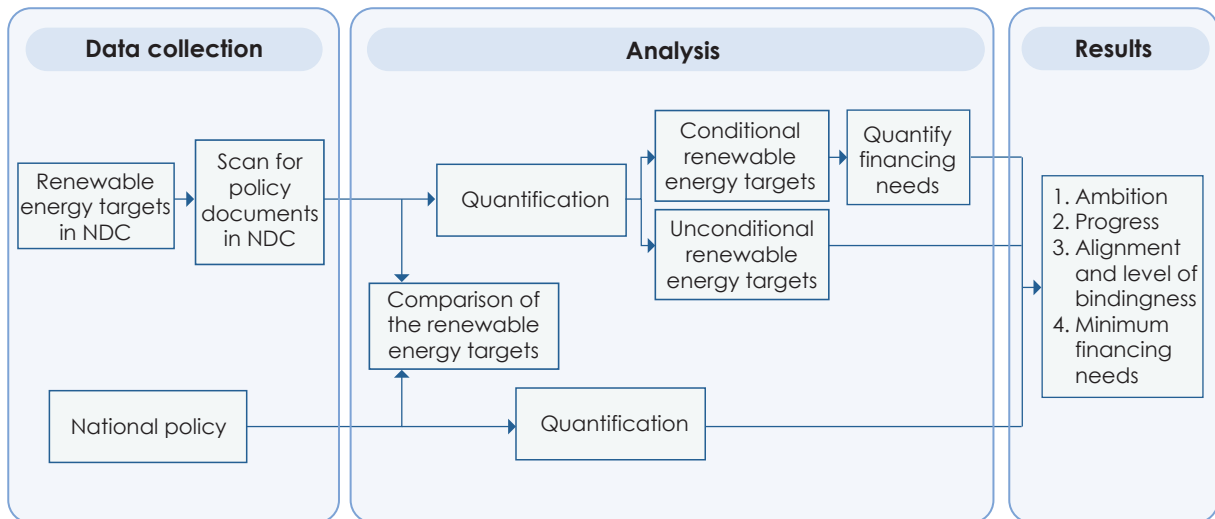 Data collection
Analysis
Results
Renewable
energy targets
in NDC
Scan for
policy
documents
in NDC
Quantification
Conditional
renewable
energy targets
Quantify
financing
needs
Unconditional
renewable
energy targets
Comparison of
the renewable
energy targets
National policy
Quantification
1. Ambition
2. Progress
3. Alignment
and level of
bindingness
4. Minimum
financing
needs